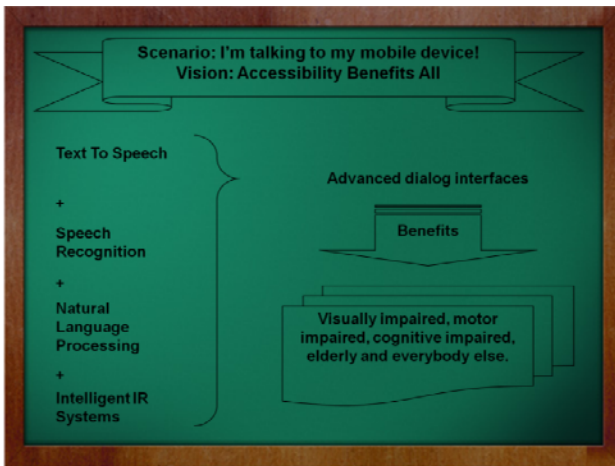 Scenario: I'm talking to my mobile device!
Vision: Accessibility Benefits All
Text To Speech
+
Speech
Recognition
+
Natural
Language
Processing
+
Intelligent IR
Systems
Advanced dialog interfaces
Benefits
Visually impaired, motor
impaired, cognitive impaired,
elderly and everybody else.